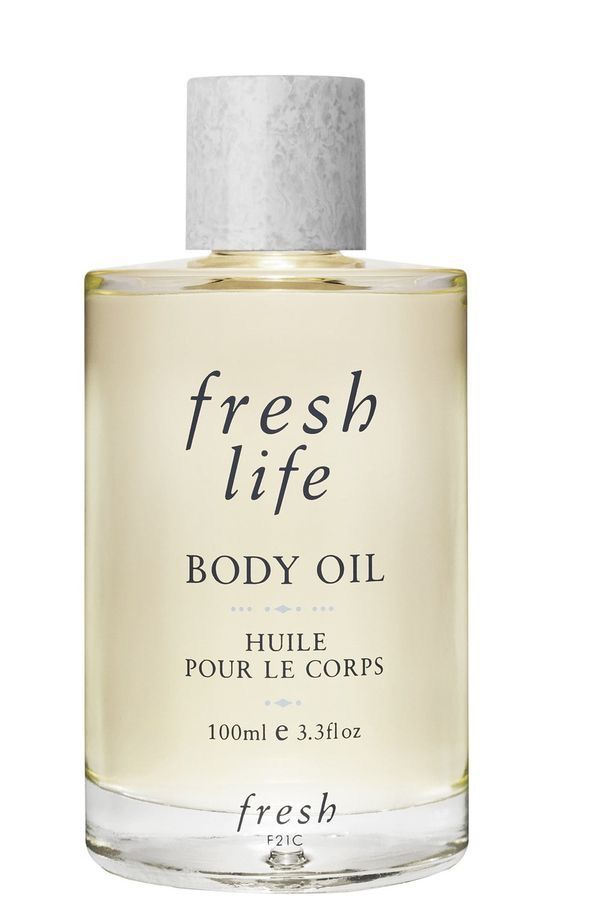 fresh
life
BODY OIL
HUILE
POUR LE CORPS
100ml e 3.3fl oz
fresh
F21C